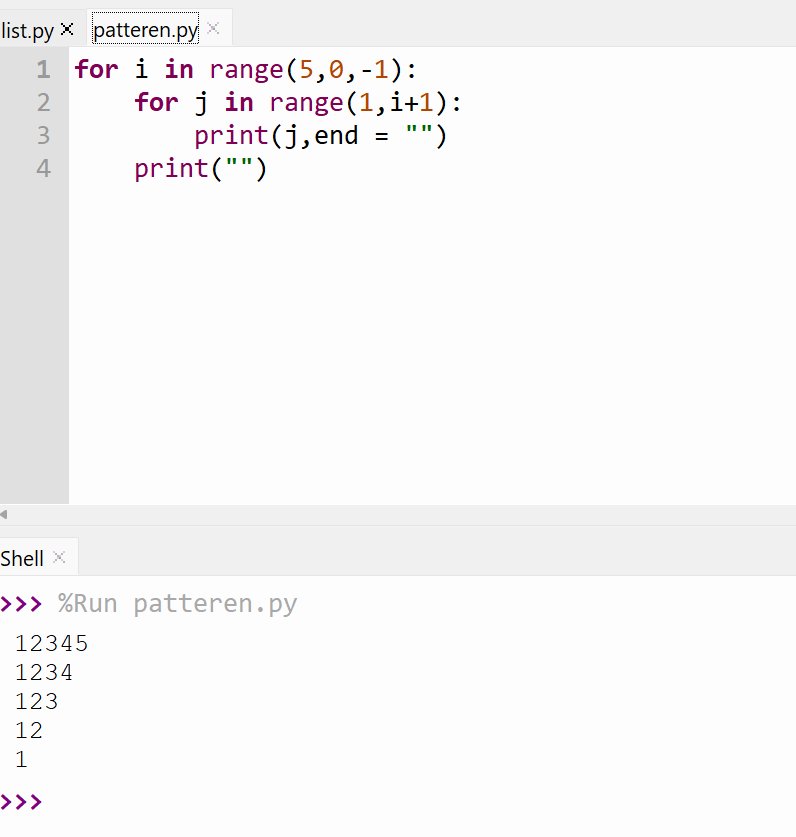 list.py × patteren.py ×
1 for i in range(5,0,-1):
2     for j in range(1,i+1):
3         print(j,end = "")
4     print("")
Shell ×
>>> %Run patteren.py
12345
1234
123
12
1
>>>